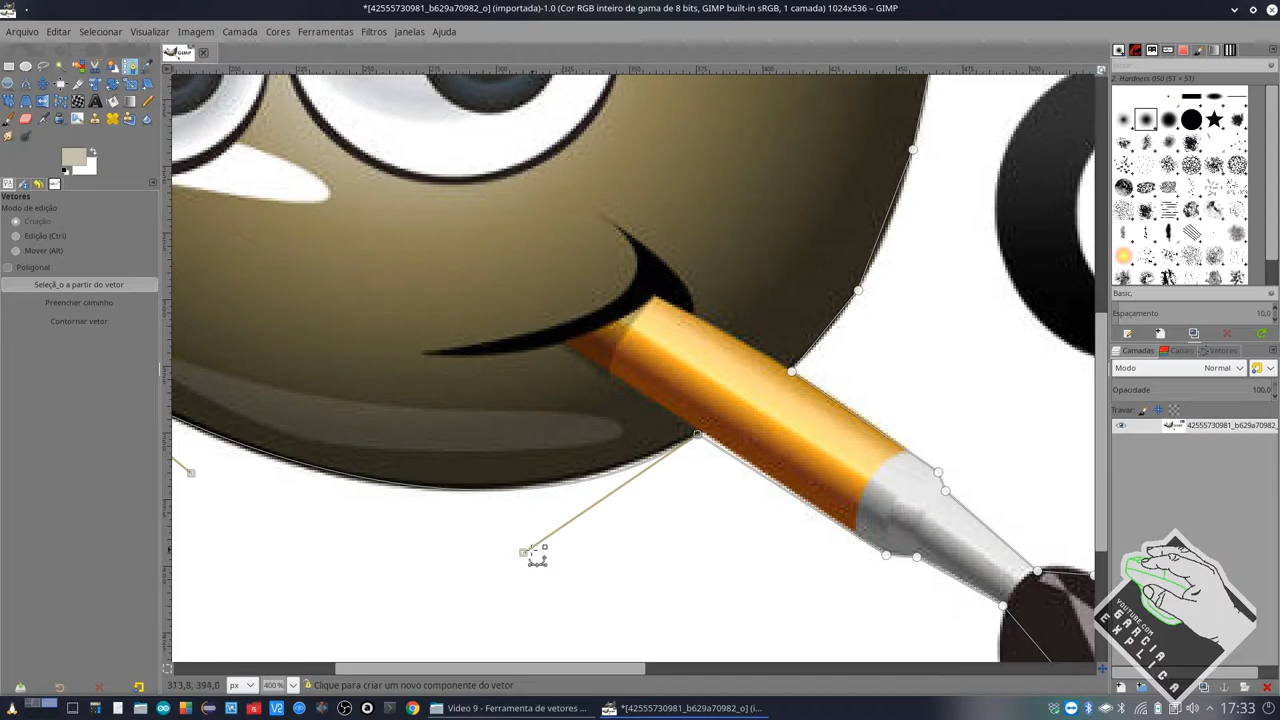 *[42555730981_b629a70982_o] (importada)-1.0 (Cor RGB inteiro de gama de 8 bits, GIMP built-in sRGB, 1 camada) 1024x536 – GIMP
Arquivo Editar Selecionar Visualizar Imagem Camada Cores Ferramentas Filtros Janelas Ajuda
2. Hardness 050 (51 × 51)
Vetores
Modo de edição
Criação
Edição (Ctrl)
Mover (Alt)
Poligonal
Seleçã_o a partir do vetor
Preencher caminho
Contornar vetor
Basic,
Espaçamento 10,0
Camadas Canais Vetores
Modo Normal
Opacidade 100,0
Travar:
42555730981_b629a70982_
YOUTUBE.COM
GARCIA
EXPLICA
313,8, 394,0 px 400% Clique para criar um novo componente do vetor
Video 9 - Ferramenta de vetores ...
*[42555730981_b629a70982_o] (i...
17:33